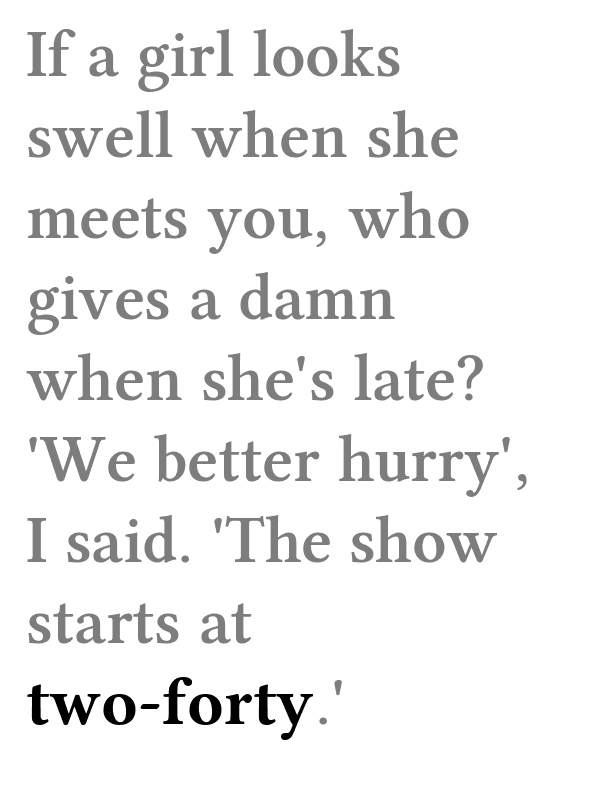 If a girl looks
swell when she
meets you, who
gives a damn
when she's late?
'We better hurry',
I said. 'The show
starts at
two-forty.'